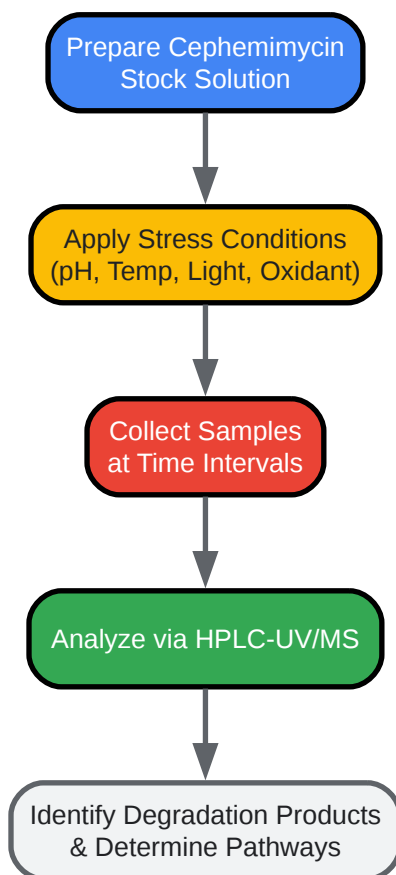 Prepare Cephemimycin
Stock Solution
Apply Stress Conditions
(pH, Temp, Light, Oxidant)
Collect Samples
at Time Intervals
Analyze via HPLC-UV/MS
Identify Degradation Products
& Determine Pathways